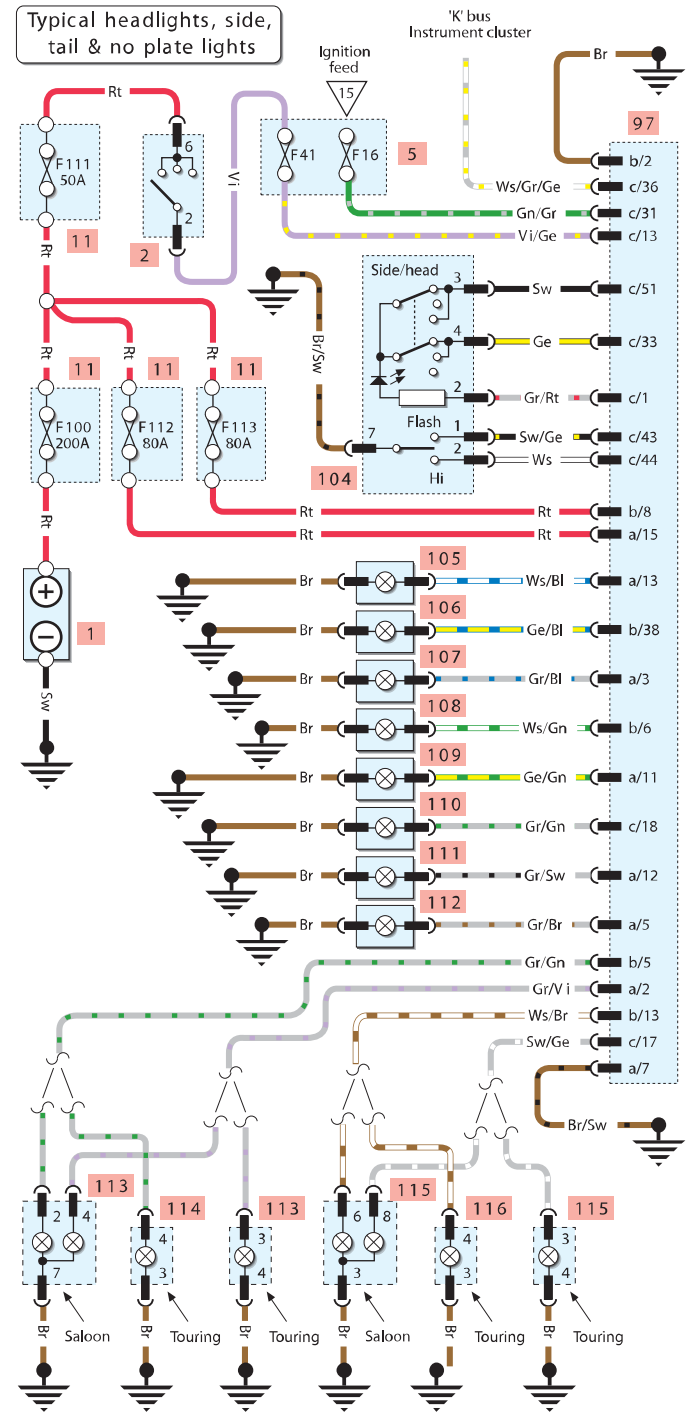 Typical headlights, side,
tail & no plate lights
'K' bus
Instrument cluster
Ignition
feed
15
Br
97
Rt
F111
50A
6
2
Vi
F41
F16
5
b/2
Ws/Gr/Ge
c/36
Gn/Gr
c/31
Vi/Ge
c/13
11
2
Rt
Br/Sw
Side/head
3
Sw
c/51
4
Ge
c/33
Rt
Rt
Rt
11
11
11
2
Gr/Rt
c/1
F100
200A
F112
80A
F113
80A
Flash
7
1
Sw/Ge
c/43
2
Ws
c/44
104
Hi
Rt
Rt
b/8
Rt
Rt
a/15
105
Br
Ws/Bl
a/13
106
Br
Ge/Bl
b/38
1
107
Br
Gr/Bl
a/3
Sw
108
Br
Ws/Gn
b/6
109
Br
Ge/Gn
a/11
110
Br
Gr/Gn
c/18
111
Br
Gr/Sw
a/12
112
Br
Gr/Br
a/5
Gr/Gn
b/5
Gr/Vi
a/2
Ws/Br
b/13
Sw/Ge
c/17
a/7
Br/Sw
113
114
113
115
116
115
2
4
7
4
3
3
4
6
8
3
4
3
3
4
Br
Saloon
Br
Touring
Br
Touring
Br
Saloon
Br
Touring
Br
Touring